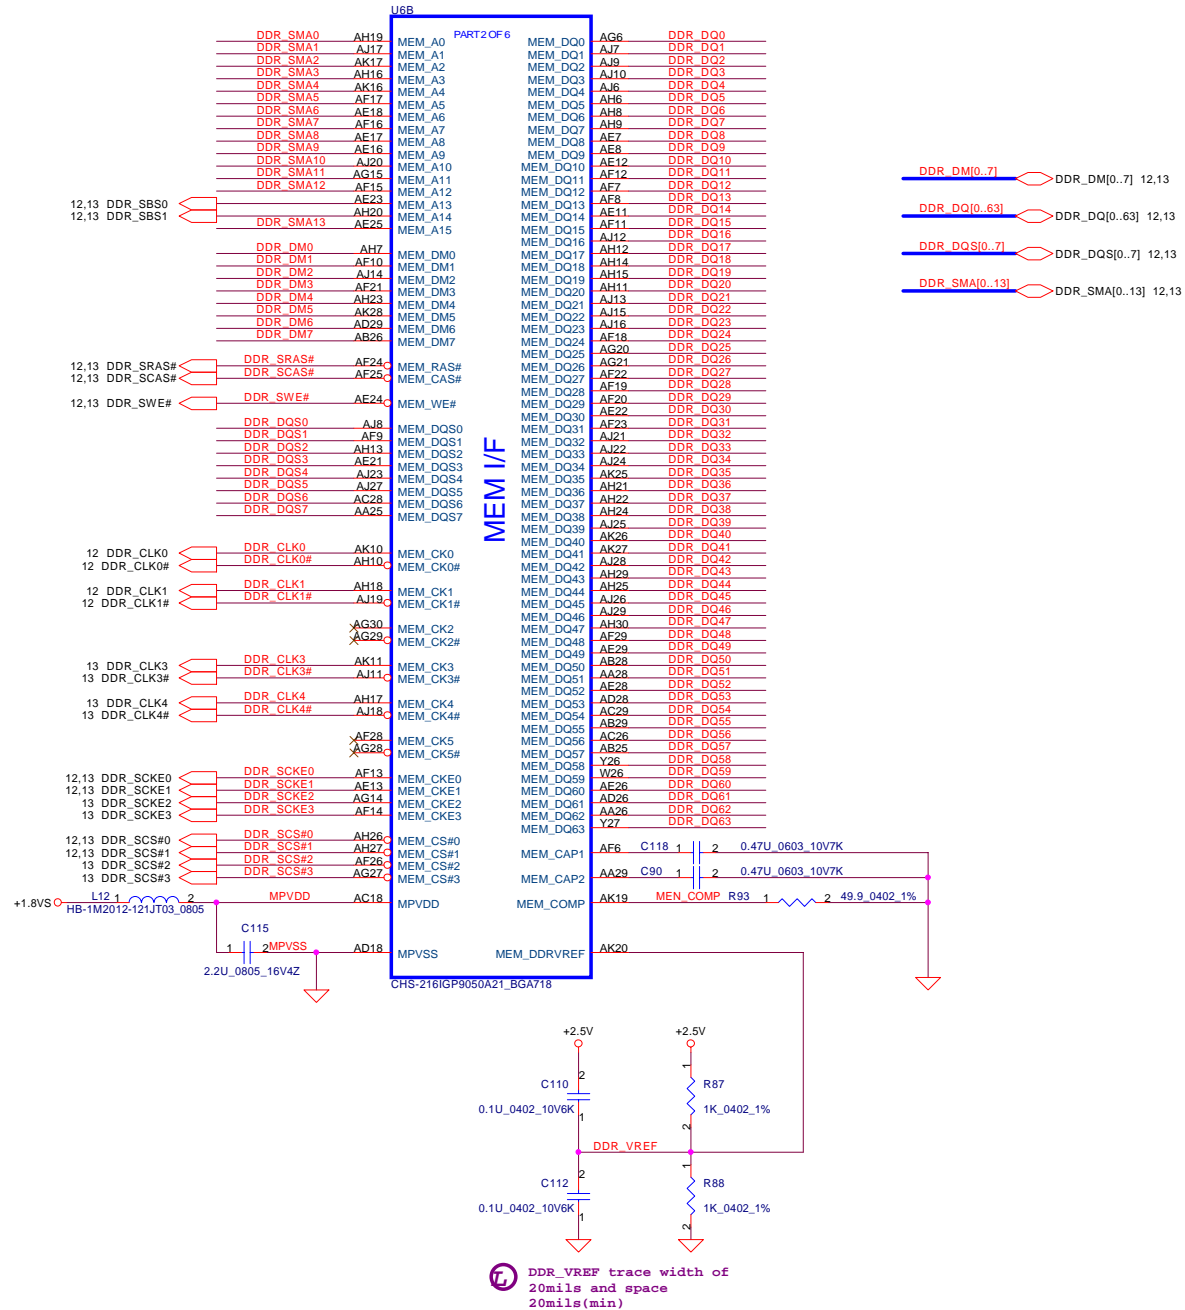 U6B
PART 2 OF 6
DDR_SMA0 AH19 MEM_A0 MEM_DQ0 AG6 DDR_DQ0
DDR_SMA1 AJ17 MEM_A1 MEM_DQ1 AJ7 DDR_DQ1
DDR_SMA2 AK17 MEM_A2 MEM_DQ2 AJ9 DDR_DQ2
DDR_SMA3 AH16 MEM_A3 MEM_DQ3 AJ10 DDR_DQ3
DDR_SMA4 AK16 MEM_A4 MEM_DQ4 AJ6 DDR_DQ4
DDR_SMA5 AF17 MEM_A5 MEM_DQ5 AH6 DDR_DQ5
DDR_SMA6 AE18 MEM_A6 MEM_DQ6 AH8 DDR_DQ6
DDR_SMA7 AF16 MEM_A7 MEM_DQ7 AH9 DDR_DQ7
DDR_SMA8 AE17 MEM_A8 MEM_DQ8 AE7 DDR_DQ8
DDR_SMA9 AE16 MEM_A9 MEM_DQ9 AE8 DDR_DQ9
DDR_SMA10 AJ20 MEM_A10 MEM_DQ10 AE12 DDR_DQ10
DDR_SMA11 AG15 MEM_A11 MEM_DQ11 AF12 DDR_DQ11
DDR_SMA12 AF15 MEM_A12 MEM_DQ12 AF7 DDR_DQ12
12,13 DDR_SBS0 AE23 MEM_A13 MEM_DQ13 AF8 DDR_DQ13
12,13 DDR_SBS1 AH20 MEM_A14 MEM_DQ14 AE11 DDR_DQ14
DDR_SMA13 AE25 MEM_A15 MEM_DQ15 AF11 DDR_DQ15
MEM_DQ16 AJ12 DDR_DQ16
DDR_DM0 AH7 MEM_DM0 MEM_DQ17 AH12 DDR_DQ17
DDR_DM1 AF10 MEM_DM1 MEM_DQ18 AH14 DDR_DQ18
DDR_DM2 AJ14 MEM_DM2 MEM_DQ19 AH15 DDR_DQ19
DDR_DM3 AF21 MEM_DM3 MEM_DQ20 AH11 DDR_DQ20
DDR_DM4 AH23 MEM_DM4 MEM_DQ21 AJ13 DDR_DQ21
DDR_DM5 AK28 MEM_DM5 MEM_DQ22 AJ15 DDR_DQ22
DDR_DM6 AD29 MEM_DM6 MEM_DQ23 AJ16 DDR_DQ23
DDR_DM7 AB26 MEM_DM7 MEM_DQ24 AF18 DDR_DQ24
MEM_DQ25 AG20 DDR_DQ25
12,13 DDR_SRAS# DDR_SRAS# AF24 MEM_RAS# MEM_DQ26 AG21 DDR_DQ26
12,13 DDR_SCAS# DDR_SCAS# AF25 MEM_CAS# MEM_DQ27 AF22 DDR_DQ27
MEM_DQ28 AF19 DDR_DQ28
12,13 DDR_SWE# DDR_SWE# AE24 MEM_WE# MEM_DQ29 AF20 DDR_DQ29
MEM_DQ30 AE22 DDR_DQ30
DDR_DQS0 AJ8 MEM_DQS0 MEM_DQ31 AF23 DDR_DQ31
DDR_DQS1 AF9 MEM_DQS1 MEM_DQ32 AJ21 DDR_DQ32
DDR_DQS2 AH13 MEM_DQS2 MEM_DQ33 AJ22 DDR_DQ33
DDR_DQS3 AE21 MEM_DQS3 MEM_DQ34 AJ24 DDR_DQ34
DDR_DQS4 AJ23 MEM_DQS4 MEM_DQ35 AK25 DDR_DQ35
DDR_DQS5 AJ27 MEM_DQS5 MEM_DQ36 AH21 DDR_DQ36
DDR_DQS6 AC28 MEM_DQS6 MEM_DQ37 AH22 DDR_DQ37
DDR_DQS7 AA25 MEM_DQS7 MEM_DQ38 AH24 DDR_DQ38
MEM I/F
MEM_DQ39 AJ25 DDR_DQ39
MEM_DQ40 AK26 DDR_DQ40
12 DDR_CLK0 DDR_CLK0 AK10 MEM_CK0 MEM_DQ41 AK27 DDR_DQ41
12 DDR_CLK0# DDR_CLK0# AH10 MEM_CK0# MEM_DQ42 AJ28 DDR_DQ42
MEM_DQ43 AH29 DDR_DQ43
12 DDR_CLK1 DDR_CLK1 AH18 MEM_CK1 MEM_DQ44 AH25 DDR_DQ44
12 DDR_CLK1# DDR_CLK1# AJ19 MEM_CK1# MEM_DQ45 AJ26 DDR_DQ45
MEM_DQ46 AJ29 DDR_DQ46
AG30 MEM_CK2 MEM_DQ47 AH30 DDR_DQ47
AG29 MEM_CK2# MEM_DQ48 AF29 DDR_DQ48
MEM_DQ49 AE29 DDR_DQ49
13 DDR_CLK3 DDR_CLK3 AK11 MEM_CK3 MEM_DQ50 AB28 DDR_DQ50
13 DDR_CLK3# DDR_CLK3# AJ11 MEM_CK3# MEM_DQ51 AA28 DDR_DQ51
MEM_DQ52 AE28 DDR_DQ52
13 DDR_CLK4 DDR_CLK4 AH17 MEM_CK4 MEM_DQ53 AD28 DDR_DQ53
13 DDR_CLK4# DDR_CLK4# AJ18 MEM_CK4# MEM_DQ54 AC29 DDR_DQ54
MEM_DQ55 AB29 DDR_DQ55
AF28 MEM_CK5 MEM_DQ56 AC26 DDR_DQ56
AG28 MEM_CK5# MEM_DQ57 AB25 DDR_DQ57
MEM_DQ58 Y26 DDR_DQ58
12,13 DDR_SCKE0 DDR_SCKE0 AF13 MEM_CKE0 MEM_DQ59 W26 DDR_DQ59
12,13 DDR_SCKE1 DDR_SCKE1 AE13 MEM_CKE1 MEM_DQ60 AE26 DDR_DQ60
13 DDR_SCKE2 DDR_SCKE2 AG14 MEM_CKE2 MEM_DQ61 AD26 DDR_DQ61
13 DDR_SCKE3 AF14 MEM_CKE3 MEM_DQ62 AA26 DDR_DQ62
MEM_DQ63 Y27 DDR_DQ63
12,13 DDR_SCS#0 DDR_SCS#0 AH26 MEM_CS#0
12,13 DDR_SCS#1 DDR_SCS#1 AH27 MEM_CS#1 MEM_CAP1 AF6 C118 1 2 0.47U_0603_10V7K
13 DDR_SCS#2 DDR_SCS#2 AF26 MEM_CS#2
13 DDR_SCS#3 DDR_SCS#3 AG27 MEM_CS#3 MEM_CAP2 AA29 C90 1 2 0.47U_0603_10V7K
+1.8VS L12 1 2 MPVDD AC18 MPVDD MEM_COMP AK19 MEN_COMP R93 1 2 49.9_0402_1%
HB-1M2012-121JT03_0805
C115
1 2 MPVSS AD18 MPVSS MEM_DDRVREF AK20
2.2U_0805_16V4Z
CHS-216IGP9050A21_BGA718
DDR_DM[0..7] DDR_DM[0..7] 12,13
DDR_DQ[0..63] DDR_DQ[0..63] 12,13
DDR_DQS[0..7] DDR_DQS[0..7] 12,13
DDR_SMA[0..13] DDR_SMA[0..13] 12,13
+2.5V +2.5V
2 1
C110 R87
0.1U_0402_10V6K 1K_0402_1%
1 2
DDR_VREF
2 1
C112 R88
0.1U_0402_10V6K 1K_0402_1%
1 2
L DDR_VREF trace width of
20mils and space
20mils(min)